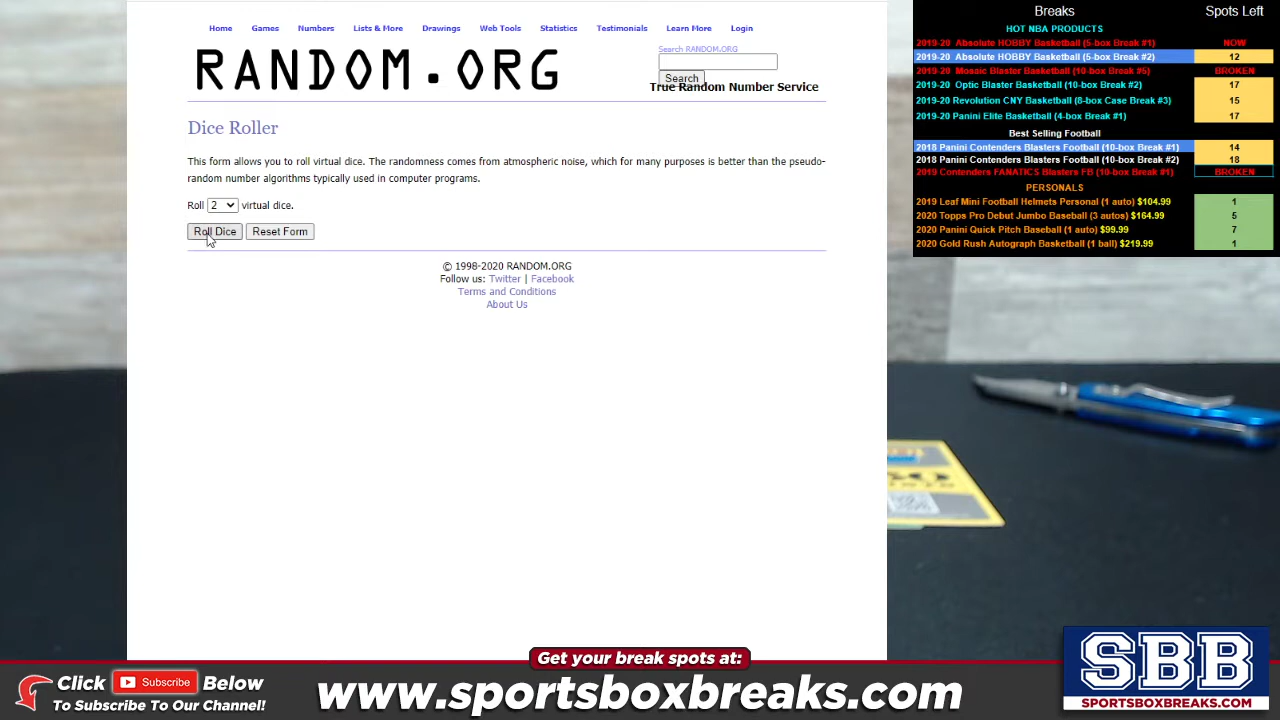 Home Games Numbers Lists & More Drawings Web Tools Statistics Testimonials Learn More Login
RANDOM.ORG
Search RANDOM.ORG
Search
True Random Number Service
Dice Roller
This form allows you to roll virtual dice. The randomness comes from atmospheric noise, which for many purposes is better than the pseudo-
random number algorithms typically used in computer programs.
Roll 2 virtual dice.
Roll Dice Reset Form
© 1998-2020 RANDOM.ORG
Follow us: Twitter | Facebook
Terms and Conditions
About Us
Breaks Spots Left
HOT NBA PRODUCTS
2019-20 Absolute HOBBY Basketball (5-box Break #1) NOW
2019-20 Absolute HOBBY Basketball (5-box Break #2) 12
2019-20 Mosaic Blaster Basketball (10-box Break #5) BROKEN
2019-20 Optic Blaster Basketball (10-box Break #2) 17
2019-20 Revolution CNY Basketball (8-box Case Break #3) 15
2019-20 Panini Elite Basketball (4-box Break #1) 17
Best Selling Football
2018 Panini Contenders Blasters Football (10-box Break #1) 14
2018 Panini Contenders Blasters Football (10-box Break #2) 18
2019 Contenders FANATICS Blasters FB (10-box Break #1) BROKEN
PERSONALS
2019 Leaf Mini Football Helmets Personal (1 auto) $104.99 1
2020 Topps Pro Debut Jumbo Baseball (3 autos) $164.99 5
2020 Panini Quick Pitch Baseball (1 auto) $99.99 7
2020 Gold Rush Autograph Basketball (1 ball) $219.99 1
Get your break spots at:
Click Subscribe Below
To Subscribe To Our Channel!
www.sportsboxbreaks.com
SBB
SPORTSBOXBREAKS.COM